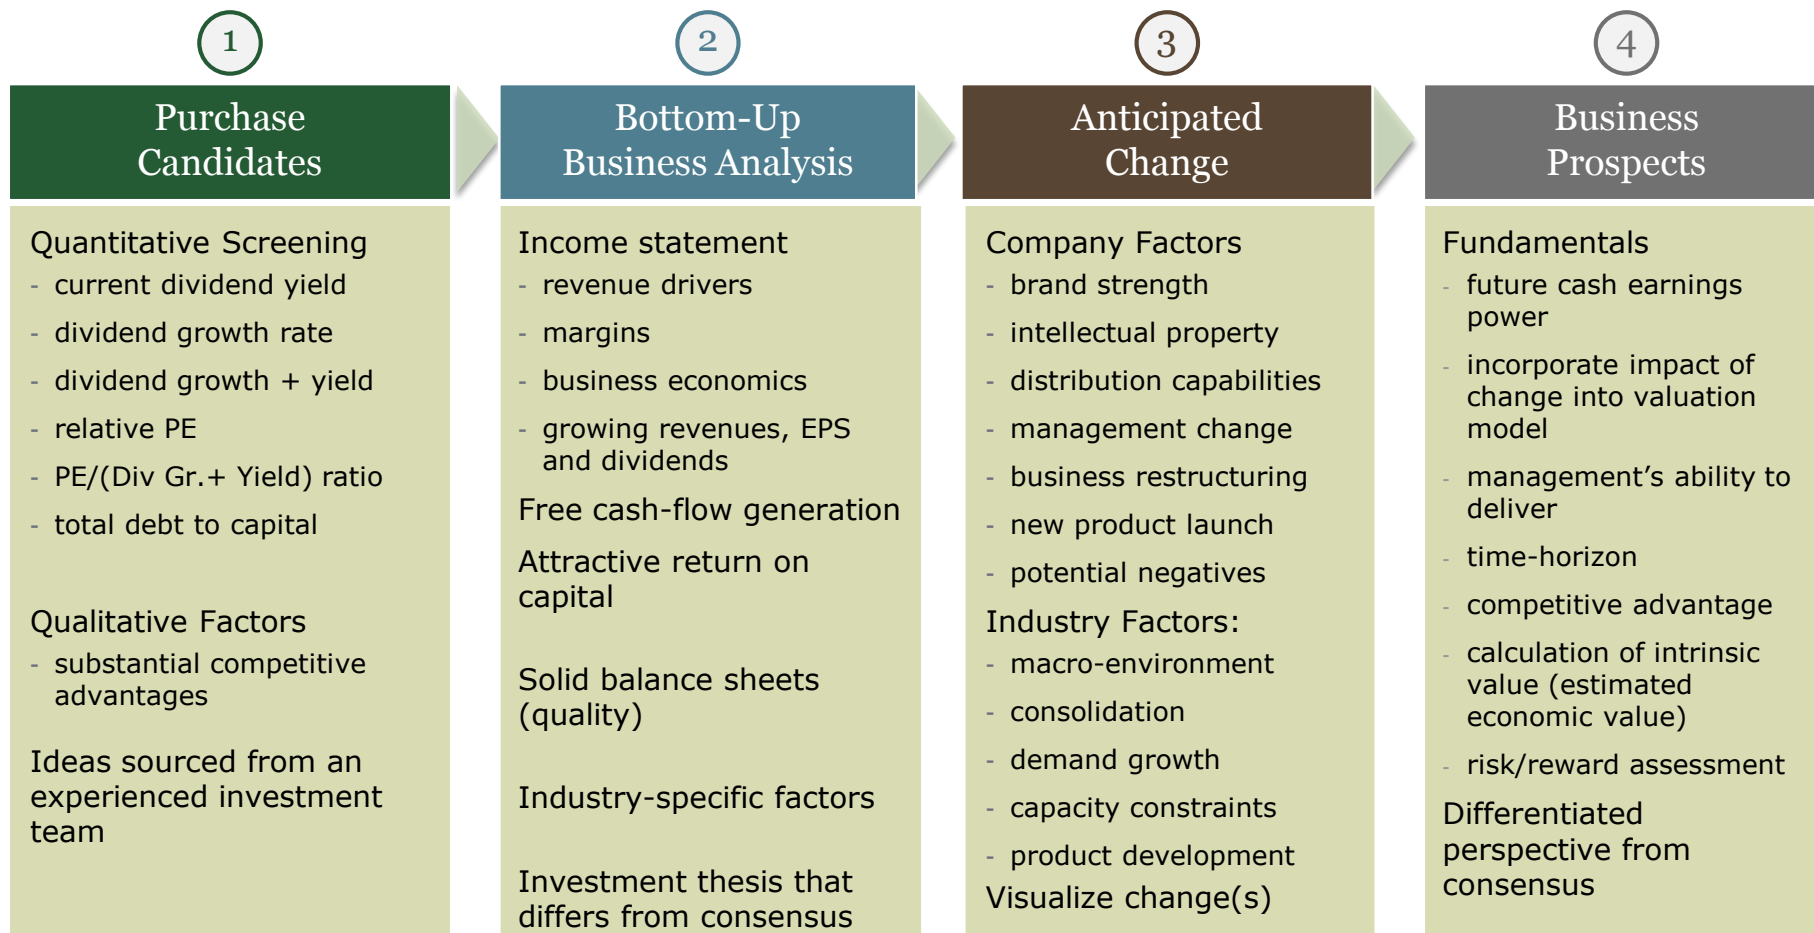 1
Purchase
Candidates
Quantitative Screening
- current dividend yield
- dividend growth rate
- dividend growth + yield
- relative PE
- PE/(Div Gr.+ Yield) ratio
- total debt to capital
Qualitative Factors
- substantial competitive
advantages
Ideas sourced from an
experienced investment
team
2
Bottom-Up
Business Analysis
Income statement
- revenue drivers
- margins
- business economics
- growing revenues, EPS
and dividends
Free cash-flow generation
Attractive return on
capital
Solid balance sheets
(quality)
Industry-specific factors
Investment thesis that
differs from consensus
3
Anticipated
Change
Company Factors
- brand strength
- intellectual property
- distribution capabilities
- management change
- business restructuring
- new product launch
- potential negatives
Industry Factors:
- macro-environment
- consolidation
- demand growth
- capacity constraints
- product development
Visualize change(s)
4
Business
Prospects
Fundamentals
- future cash earnings
power
- incorporate impact of
change into valuation
model
- management’s ability to
deliver
- time-horizon
- competitive advantage
- calculation of intrinsic
value (estimated
economic value)
- risk/reward assessment
Differentiated
perspective from
consensus